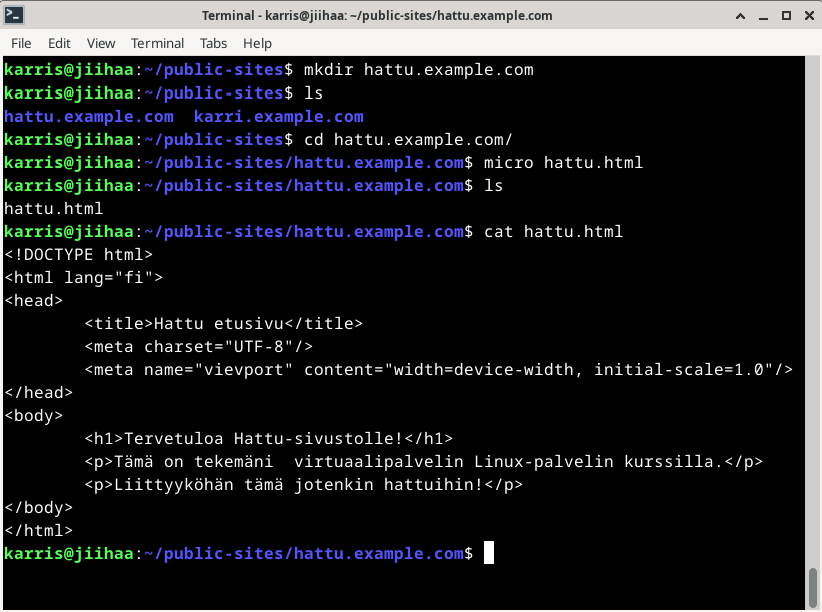 Terminal - karris@jiihaa: ~/public-sites/hattu.example.com
File Edit View Terminal Tabs Help
karris@jiihaa:~/public-sites$ mkdir hattu.example.com
karris@jiihaa:~/public-sites$ ls
hattu.example.com  karri.example.com
karris@jiihaa:~/public-sites$ cd hattu.example.com/
karris@jiihaa:~/public-sites/hattu.example.com$ micro hattu.html
karris@jiihaa:~/public-sites/hattu.example.com$ ls
hattu.html
karris@jiihaa:~/public-sites/hattu.example.com$ cat hattu.html
<!DOCTYPE html>
<html lang="fi">
<head>
        <title>Hattu etusivu</title>
        <meta charset="UTF-8"/>
        <meta name="vievport" content="width=device-width, initial-scale=1.0"/>
</head>
<body>
        <h1>Tervetuloa Hattu-sivustolle!</h1>
        <p>Tämä on tekemäni  virtuaalipalvelin Linux-palvelin kurssilla.</p>
        <p>Liittyyköhän tämä jotenkin hattuihin!</p>
</body>
</html>
karris@jiihaa:~/public-sites/hattu.example.com$